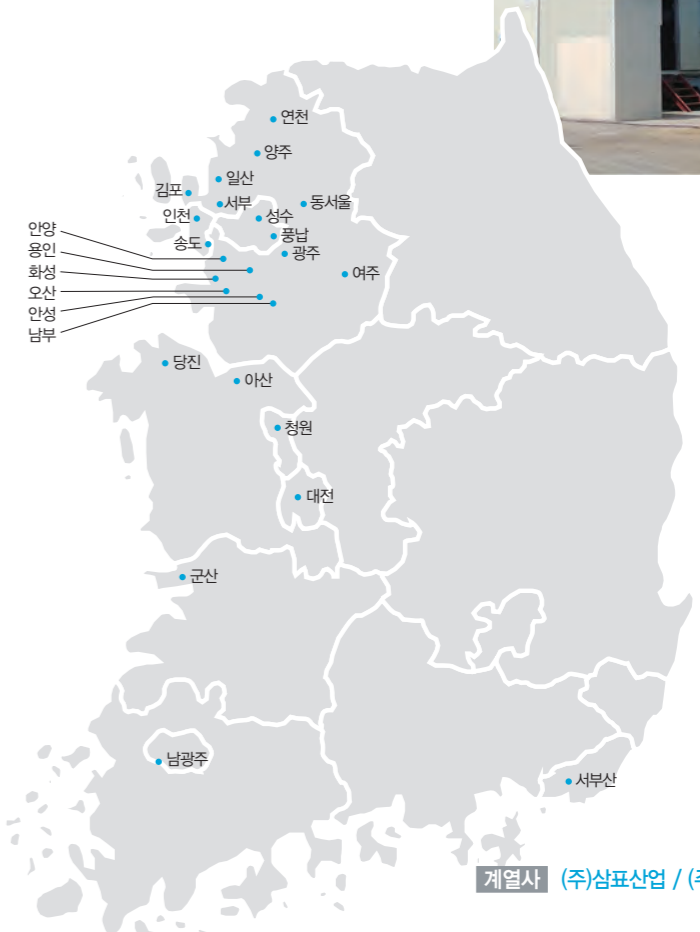 연천
양주
일산
김포
서부
동서울
인천
성수
풍납
송도
광주
여주
안양
용인
화성
오산
안성
남부
당진
아산
청원
대전
군산
남광주
서부산
계열사 (주)삼표산업 / (주